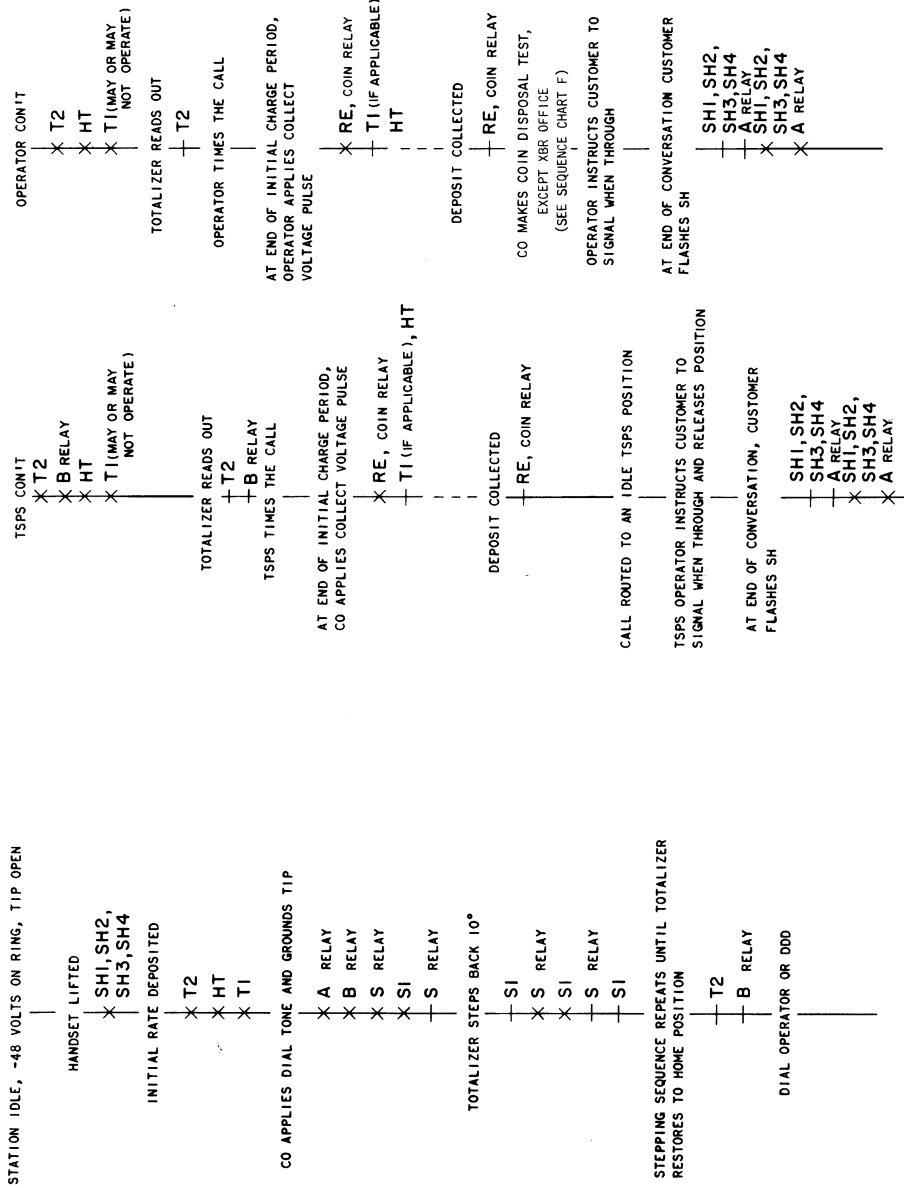 STATION IDLE, -48 VOLTS ON RING, TIP OPEN
HANDSET LIFTED
SH1, SH2,
SH3, SH4
INITIAL RATE DEPOSITED
T2
HT
T1
CO APPLIES DIAL TONE AND GROUNDS TIP
A RELAY
B RELAY
S RELAY
S1
S RELAY
TOTALIZER STEPS BACK 10°
S1
S RELAY
S1
S
S1
STEPPING SEQUENCE REPEATS UNTIL TOTALIZER
RESTORES TO HOME POSITION
T2
B RELAY
DIAL OPERATOR OR DDD
TSPS CON'T
T2
B RELAY
HT
T1 (MAY OR MAY
NOT OPERATE)
TOTALIZER READS OUT
T2
B RELAY
TSPS TIMES THE CALL
AT END OF INITIAL CHARGE PERIOD,
CO APPLIES COLLECT VOLTAGE PULSE
RE, COIN RELAY
T1 (IF APPLICABLE), HT
DEPOSIT COLLECTED
RE, COIN RELAY
CALL ROUTED TO AN IDLE TSPS POSITION
TSPS OPERATOR INSTRUCTS CUSTOMER TO
SIGNAL WHEN THROUGH AND RELEASES POSITION
AT END OF CONVERSATION, CUSTOMER
FLASHES SH
SH1, SH2,
SH3, SH4
A RELAY
SH1, SH2,
SH3, SH4
A RELAY
OPERATOR CON'T
T2
HT
T1 (MAY OR MAY
NOT OPERATE)
TOTALIZER READS OUT
T2
OPERATOR TIMES THE CALL
AT END OF INITIAL CHARGE PERIOD,
OPERATOR APPLIES COLLECT
VOLTAGE PULSE
RE, COIN RELAY
T1 (IF APPLICABLE)
HT
DEPOSIT COLLECTED
RE, COIN RELAY
CO MAKES COIN DISPOSAL TEST,
EXCEPT XBR OFFICE
(SEE SEQUENCE CHART F)
OPERATOR INSTRUCTS CUSTOMER TO
SIGNAL WHEN THROUGH
AT END OF CONVERSATION CUSTOMER
FLASHES SH
SH1, SH2,
SH3, SH4
A RELAY
SH1, SH2,
SH3, SH4
A RELAY